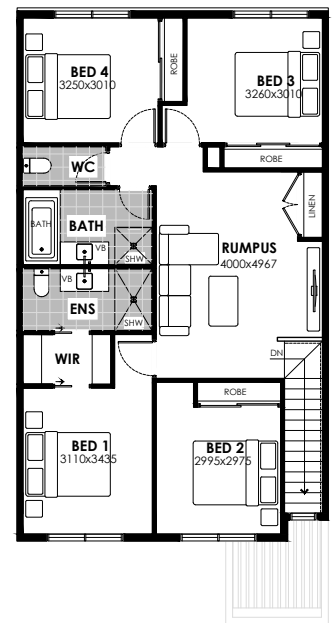 BED 4
3250x3010
ROBE
BED 3
3260x3010
ROBE
WC
LINEN
BATH
BATH
VB
SHW
RUMPUS
4000x4967
VB
ENS
SHW
DN
WIR
ROBE
BED 1
3110x3435
BED 2
2995x2975